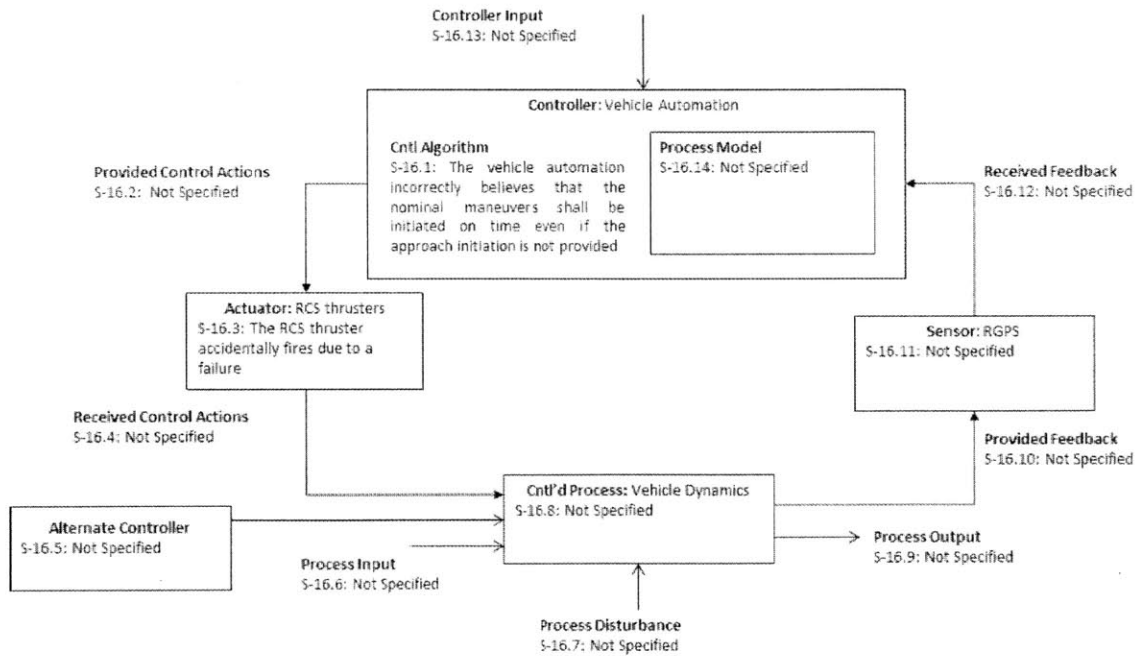 Controller Input
S-16.13: Not Specified
Controller: Vehicle Automation
Cntl Algorithm
S-16.1: The vehicle automation
incorrectly believes that the
nominal maneuvers shall be
initiated on time even if the
approach initiation is not provided
Process Model
S-16.14: Not Specified
Provided Control Actions
S-16.2: Not Specified
Received Feedback
S-16.12: Not Specified
Actuator: RCS thrusters
S-16.3: The RCS thruster
accidentally fires due to a
failure
Sensor: RGPS
S-16.11: Not Specified
Received Control Actions
S-16.4: Not Specified
Provided Feedback
S-16.10: Not Specified
Cntl'd Process: Vehicle Dynamics
S-16.8: Not Specified
Alternate Controller
S-16.5: Not Specified
Process Input
S-16.6: Not Specified
Process Output
S-16.9: Not Specified
Process Disturbance
S-16.7: Not Specified